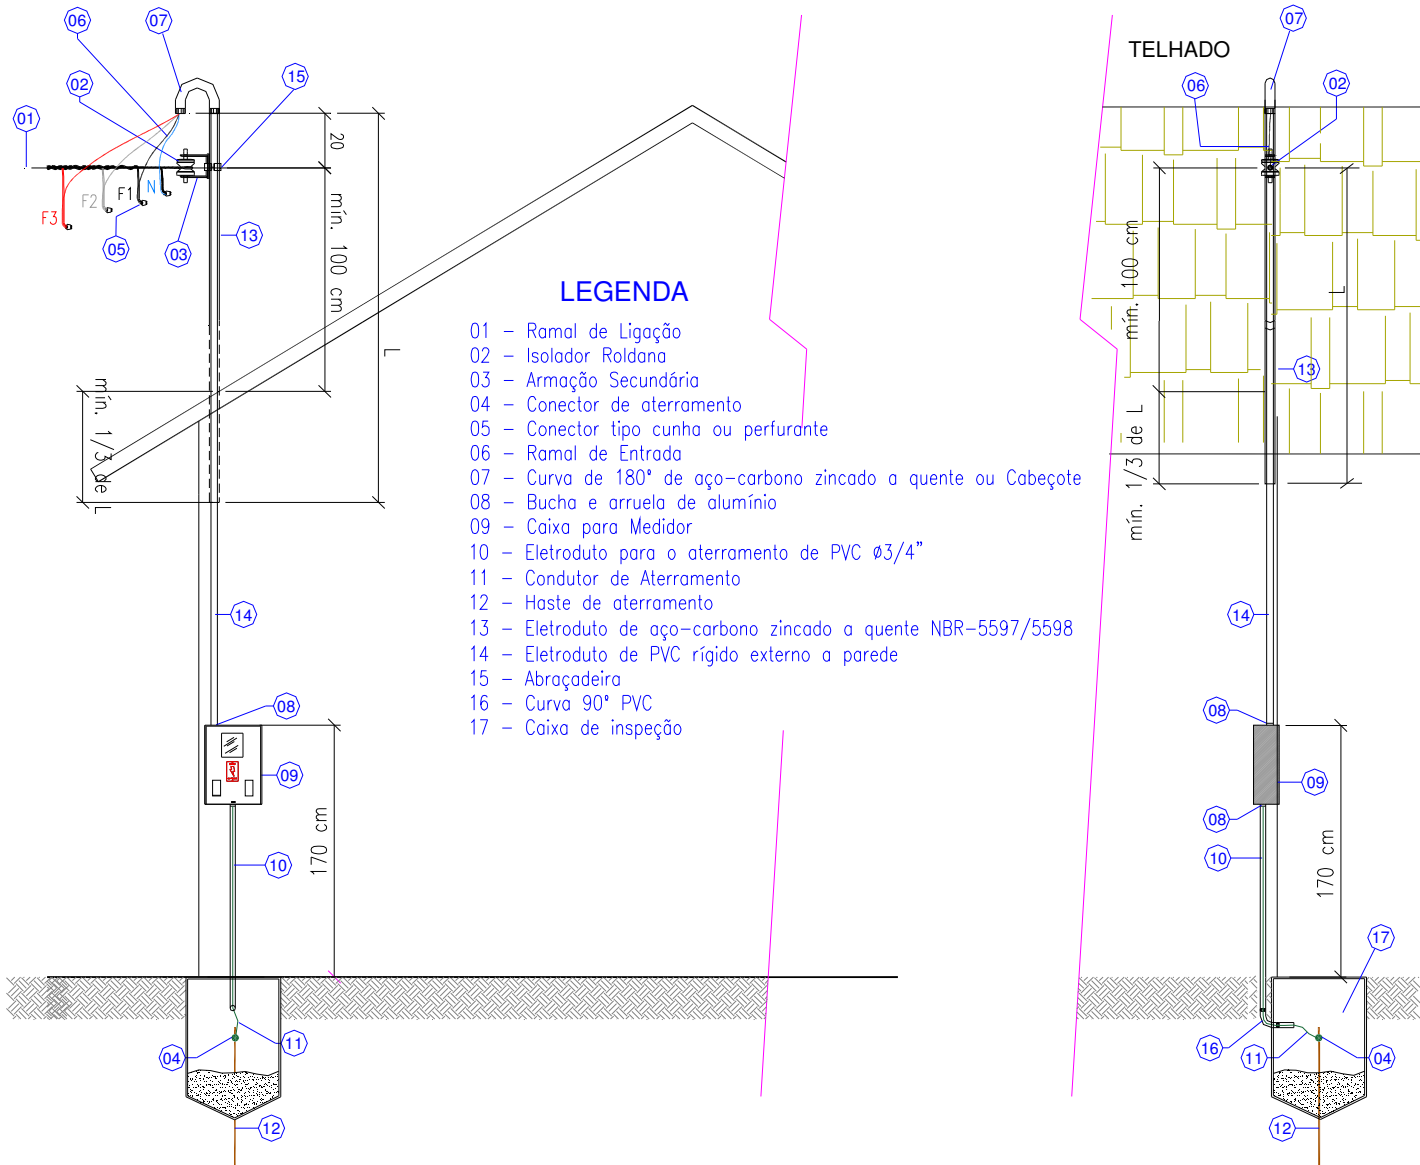 06
07
02
15
01
20
F3
F2
F1
N
05
03
13
mín. 100 cm
L
mín. 1/3 de L
14
08
09
170 cm
10
04
11
12
LEGENDA
01 - Ramal de Ligação
02 - Isolador Roldana
03 - Armação Secundária
04 - Conector de aterramento
05 - Conector tipo cunha ou perfurante
06 - Ramal de Entrada
07 - Curva de 180° de aço-carbono zincado a quente ou Cabeçote
08 - Bucha e arruela de alumínio
09 - Caixa para Medidor
10 - Eletroduto para o aterramento de PVC ø3/4"
11 - Condutor de Aterramento
12 - Haste de aterramento
13 - Eletroduto de aço-carbono zincado a quente NBR-5597/5598
14 - Eletroduto de PVC rígido externo a parede
15 - Abraçadeira
16 - Curva 90° PVC
17 - Caixa de inspeção
TELHADO
07
06
02
mín. 100 cm
L
13
mín. 1/3 de L
14
08
09
08
10
170 cm
17
16
11
04
12